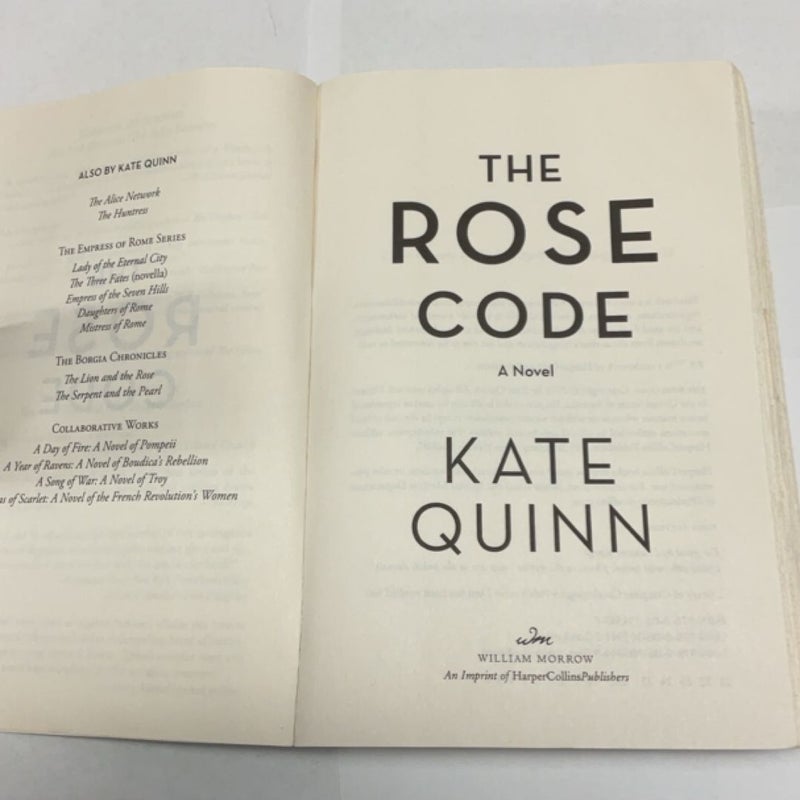 ALSO BY KATE QUINN
The Alice Network
The Huntress
THE EMPRESS OF ROME SERIES
Lady of the Eternal City
The Three Fates (novella)
Empress of the Seven Hills
Daughters of Rome
Mistress of Rome
THE BORGIA CHRONICLES
The Lion and the Rose
The Serpent and the Pearl
COLLABORATIVE WORKS
A Day of Fire: A Novel of Pompeii
A Year of Ravens: A Novel of Boudica's Rebellion
A Song of War: A Novel of Troy
of Scarlet: A Novel of the French Revolution's Women
THE
ROSE
CODE
A Novel
KATE
QUINN
wm
WILLIAM MORROW
An Imprint of HarperCollinsPublishers